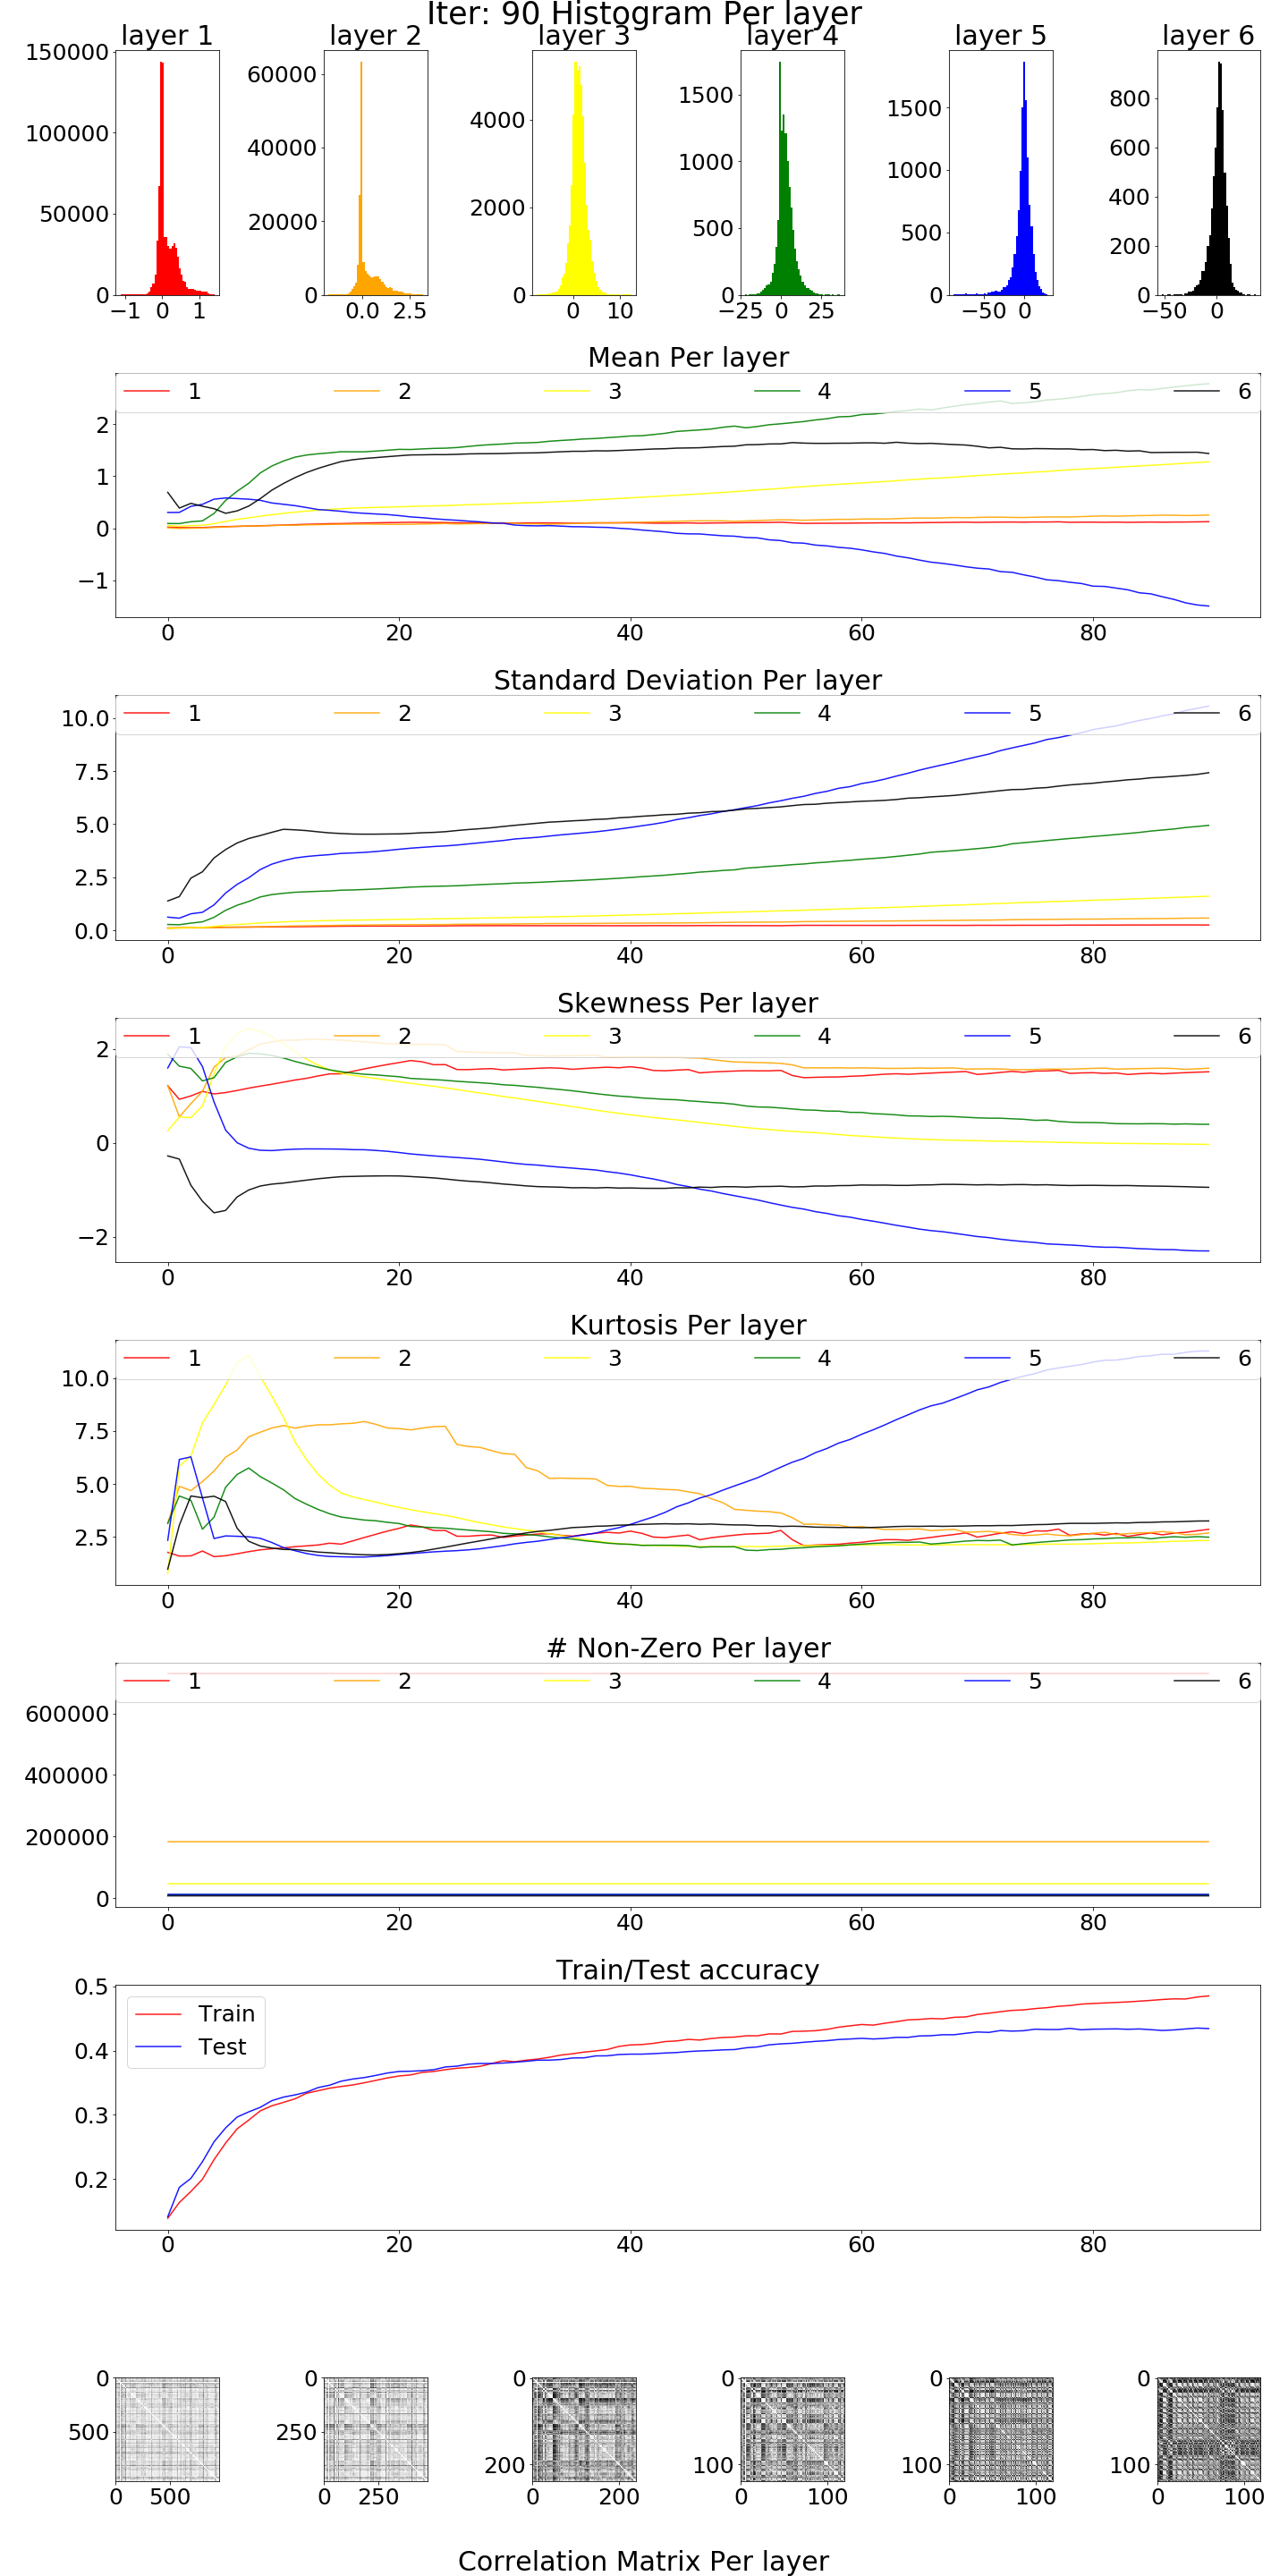 Iter: 90 Histogram Per layer
layer 1 layer 2 layer 3 layer 4 layer 5 layer 6
150000
100000
50000
0
−1 0 1
60000
40000
20000
0
0.0 2.5
4000
2000
0
0 10
1500
1000
500
0
−25 0 25
1500
1000
500
0
−50 0
800
600
400
200
0
−50 0
Mean Per layer
1 2 3 4 5 6
2
1
0
−1
0 20 40 60 80
Standard Deviation Per layer
1 2 3 4 5 6
10.0
7.5
5.0
2.5
0.0
0 20 40 60 80
Skewness Per layer
1 2 3 4 5 6
2
0
−2
0 20 40 60 80
Kurtosis Per layer
1 2 3 4 5 6
10.0
7.5
5.0
2.5
0 20 40 60 80
# Non-Zero Per layer
1 2 3 4 5 6
600000
400000
200000
0
0 20 40 60 80
Train/Test accuracy
Train
Test
0.5
0.4
0.3
0.2
0 20 40 60 80
0
500
0 500
0
250
0 250
0
200
0 200
0
100
0 100
0
100
0 100
0
100
0 100
Correlation Matrix Per layer